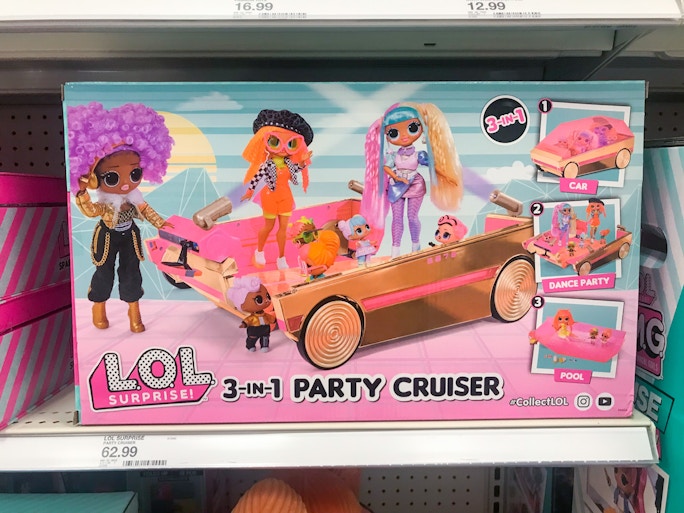 16.99
12.99
3-IN-1
1
CAR
2
DANCE PARTY
3
POOL
L.O.L.
SURPRISE!
3-IN-1 PARTY CRUISER
#CollectLOL
LOL SURPRISE
PARTY CRUISER
62.99